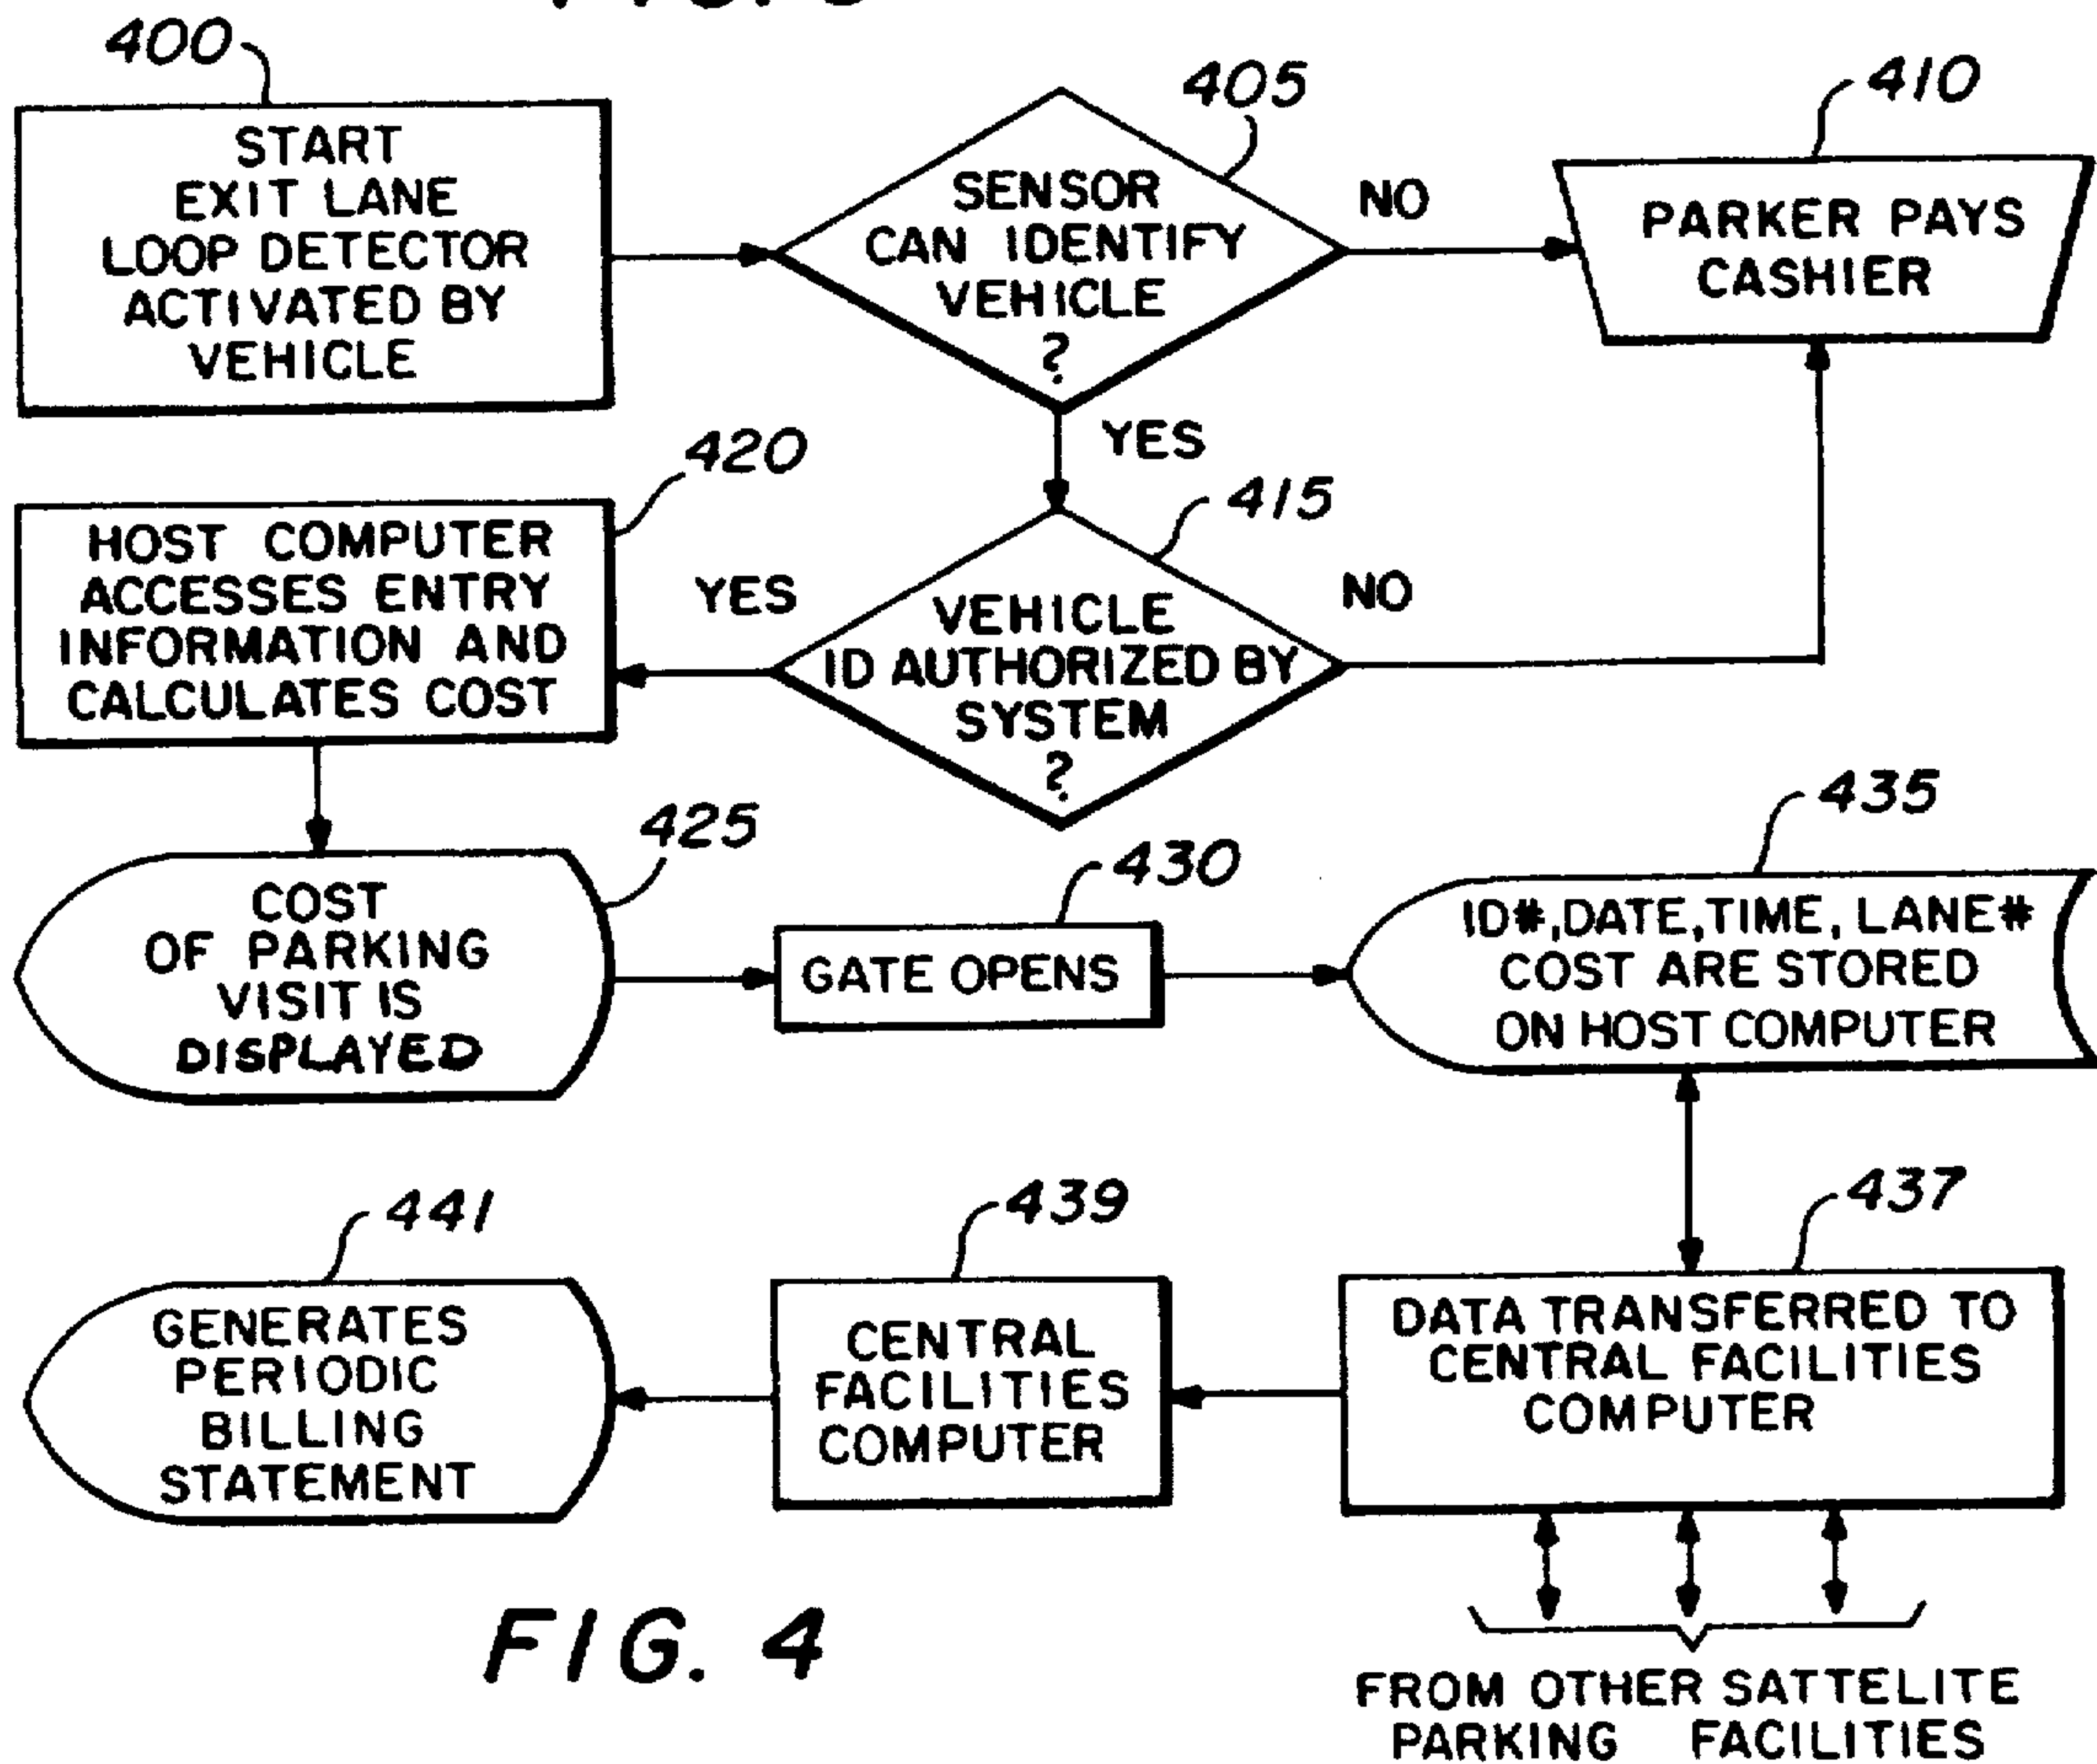 400
START
EXIT LANE
LOOP DETECTOR
ACTIVATED BY
VEHICLE
405
SENSOR
CAN IDENTIFY
VEHICLE
?
NO
410
PARKER PAYS
CASHIER
YES
420
HOST COMPUTER
ACCESSES ENTRY
INFORMATION AND
CALCULATES COST
YES
415
VEHICLE
ID AUTHORIZED BY
SYSTEM
?
NO
425
COST
OF PARKING
VISIT IS
DISPLAYED
430
GATE OPENS
435
ID#,DATE,TIME, LANE#
COST ARE STORED
ON HOST COMPUTER
441
GENERATES
PERIODIC
BILLING
STATEMENT
439
CENTRAL
FACILITIES
COMPUTER
437
DATA TRANSFERRED TO
CENTRAL FACILITIES
COMPUTER
FROM OTHER SATTELITE
PARKING FACILITIES
FIG. 4